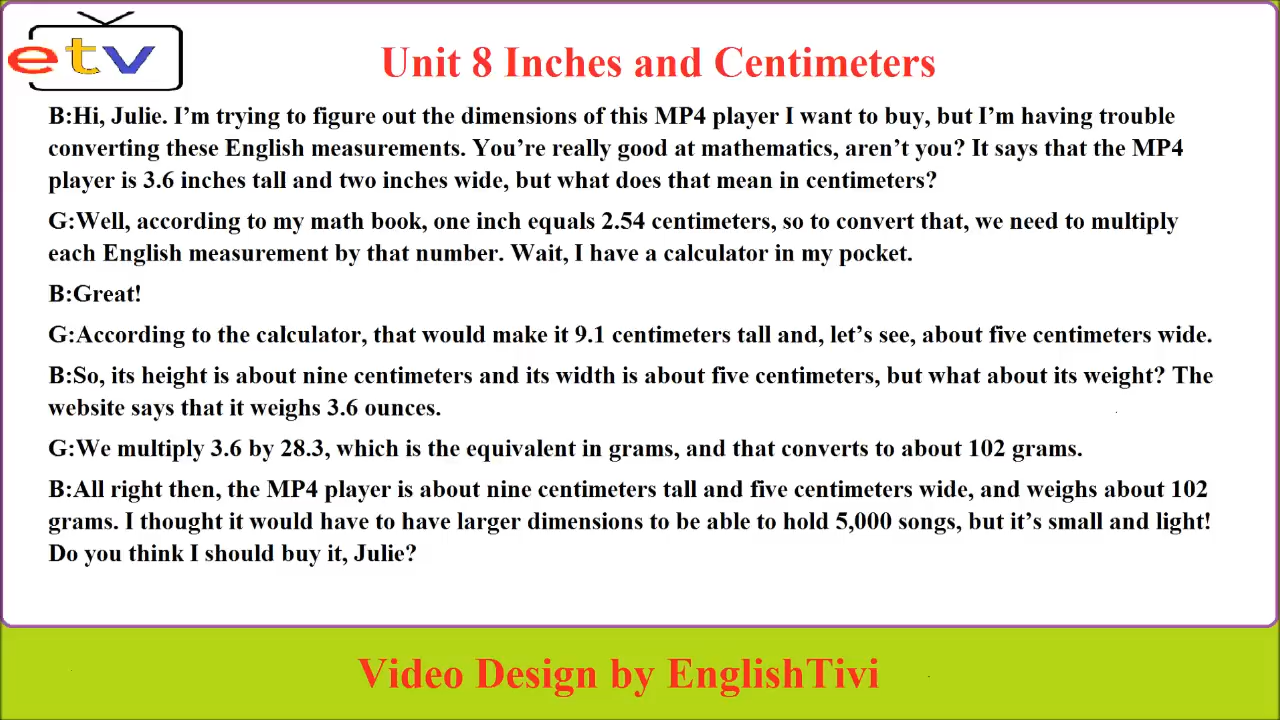 etv
Unit 8 Inches and Centimeters
B:Hi, Julie. I'm trying to figure out the dimensions of this MP4 player I want to buy, but I'm having trouble
converting these English measurements. You're really good at mathematics, aren't you? It says that the MP4
player is 3.6 inches tall and two inches wide, but what does that mean in centimeters?
G:Well, according to my math book, one inch equals 2.54 centimeters, so to convert that, we need to multiply
each English measurement by that number. Wait, I have a calculator in my pocket.
B:Great!
G:According to the calculator, that would make it 9.1 centimeters tall and, let's see, about five centimeters wide.
B:So, its height is about nine centimeters and its width is about five centimeters, but what about its weight? The
website says that it weighs 3.6 ounces.
G:We multiply 3.6 by 28.3, which is the equivalent in grams, and that converts to about 102 grams.
B:All right then, the MP4 player is about nine centimeters tall and five centimeters wide, and weighs about 102
grams. I thought it would have to have larger dimensions to be able to hold 5,000 songs, but it's small and light!
Do you think I should buy it, Julie?
Video Design by EnglishTivi